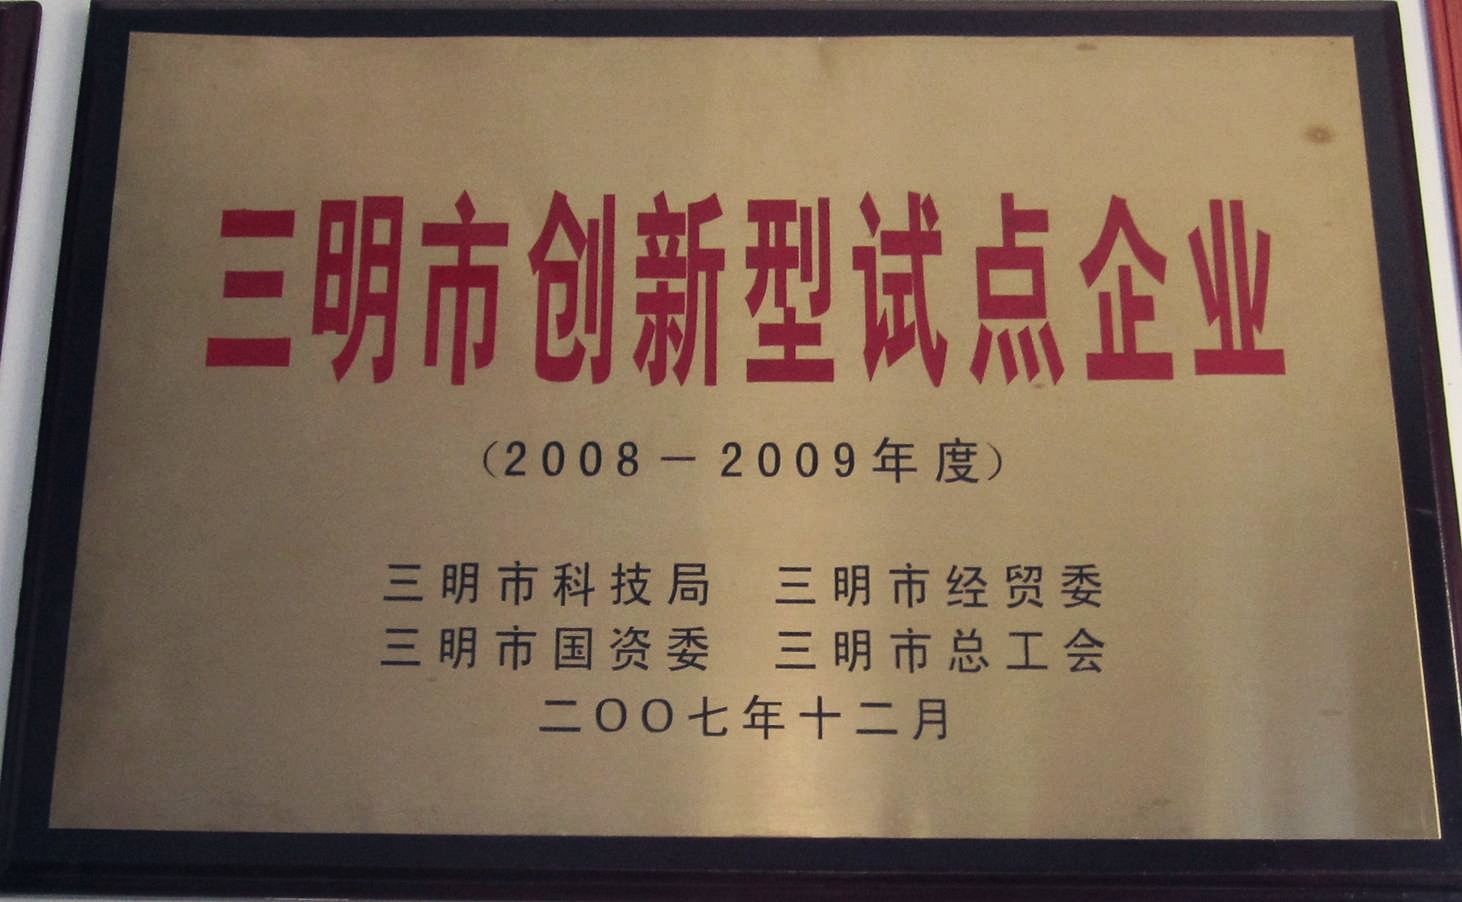 三明市创新型试点企业
（2008－2009年度）
三明市科技局　三明市经贸委
三明市国资委　三明市总工会
二〇〇七年十二月